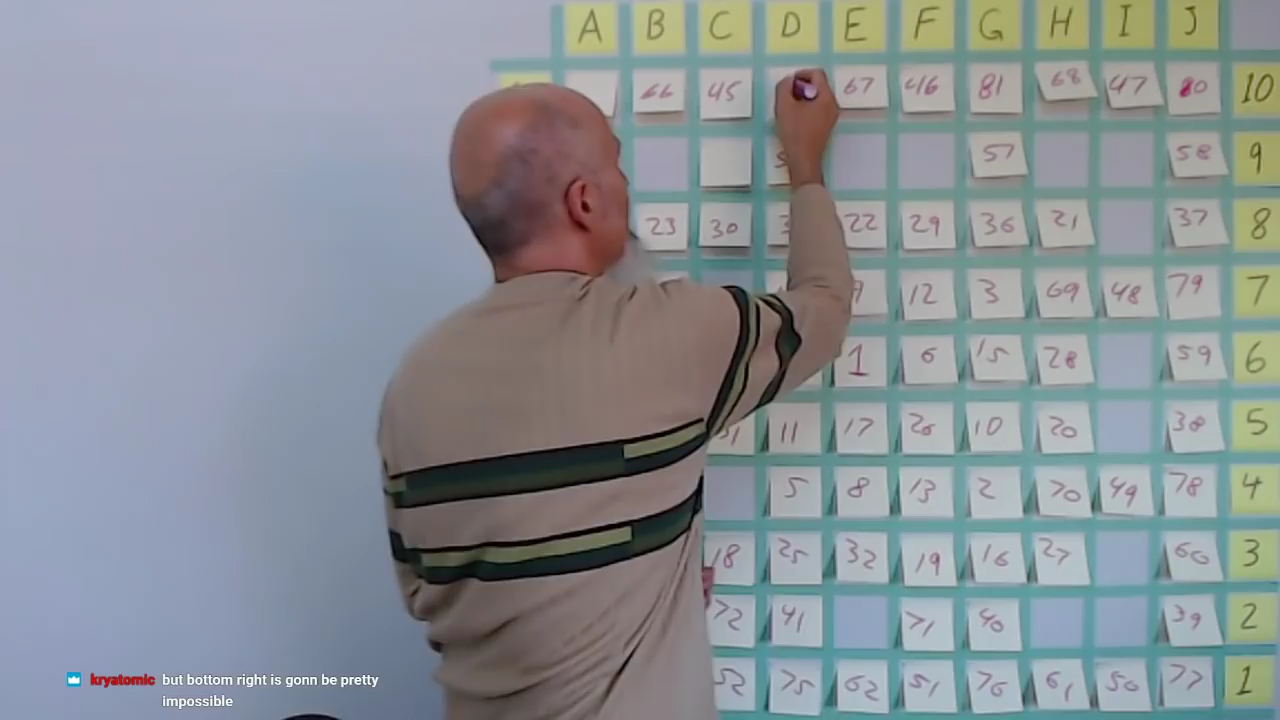 A B C D E F G H I J
66 45 67 46 81 68 47 80 10
57 58 9
23 30 22 29 36 21 37 8
12 3 69 48 79 7
1 6 15 28 59 6
11 17 26 10 20 38 5
5 8 13 2 70 49 78 4
18 25 32 19 16 27 60 3
72 41 71 40 39 2
52 75 62 51 76 61 50 77 1
kryatomic but bottom right is gonn be pretty
impossible